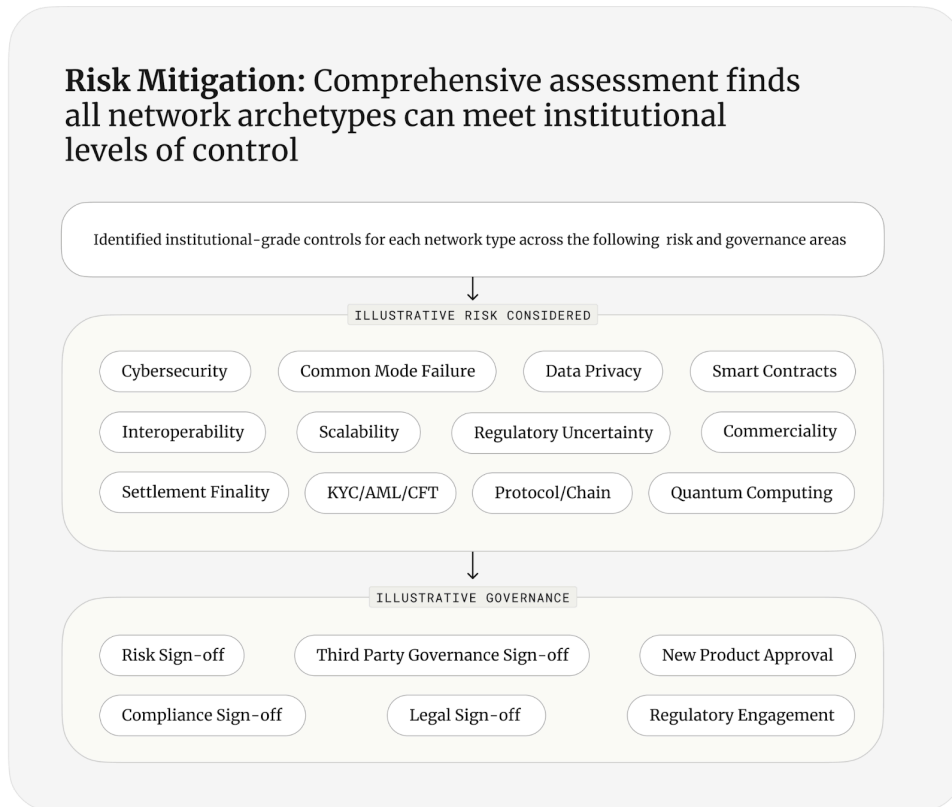 Risk Mitigation: Comprehensive assessment finds
all network archetypes can meet institutional
levels of control
Identified institutional-grade controls for each network type across the following risk and governance areas
ILLUSTRATIVE RISK CONSIDERED
Cybersecurity
Common Mode Failure
Data Privacy
Smart Contracts
Interoperability
Scalability
Regulatory Uncertainty
Commerciality
Settlement Finality
KYC/AML/CFT
Protocol/Chain
Quantum Computing
ILLUSTRATIVE GOVERNANCE
Risk Sign-off
Third Party Governance Sign-off
New Product Approval
Compliance Sign-off
Legal Sign-off
Regulatory Engagement